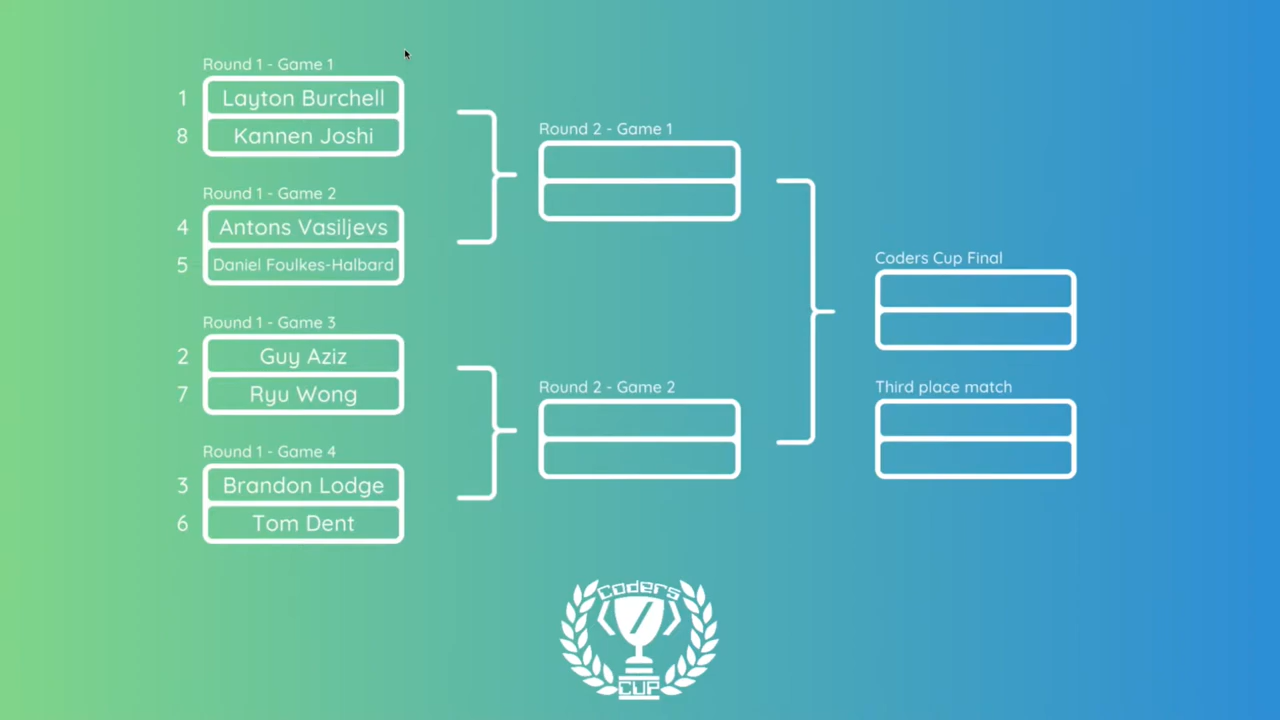 Round 1 - Game 1
1 Layton Burchell
8 Kannen Joshi
Round 1 - Game 2
4 Antons Vasiljevs
5 Daniel Foulkes-Halbard
Round 1 - Game 3
2 Guy Aziz
7 Ryu Wong
Round 1 - Game 4
3 Brandon Lodge
6 Tom Dent
Round 2 - Game 1
Round 2 - Game 2
Coders Cup Final
Third place match
Coders
CUP